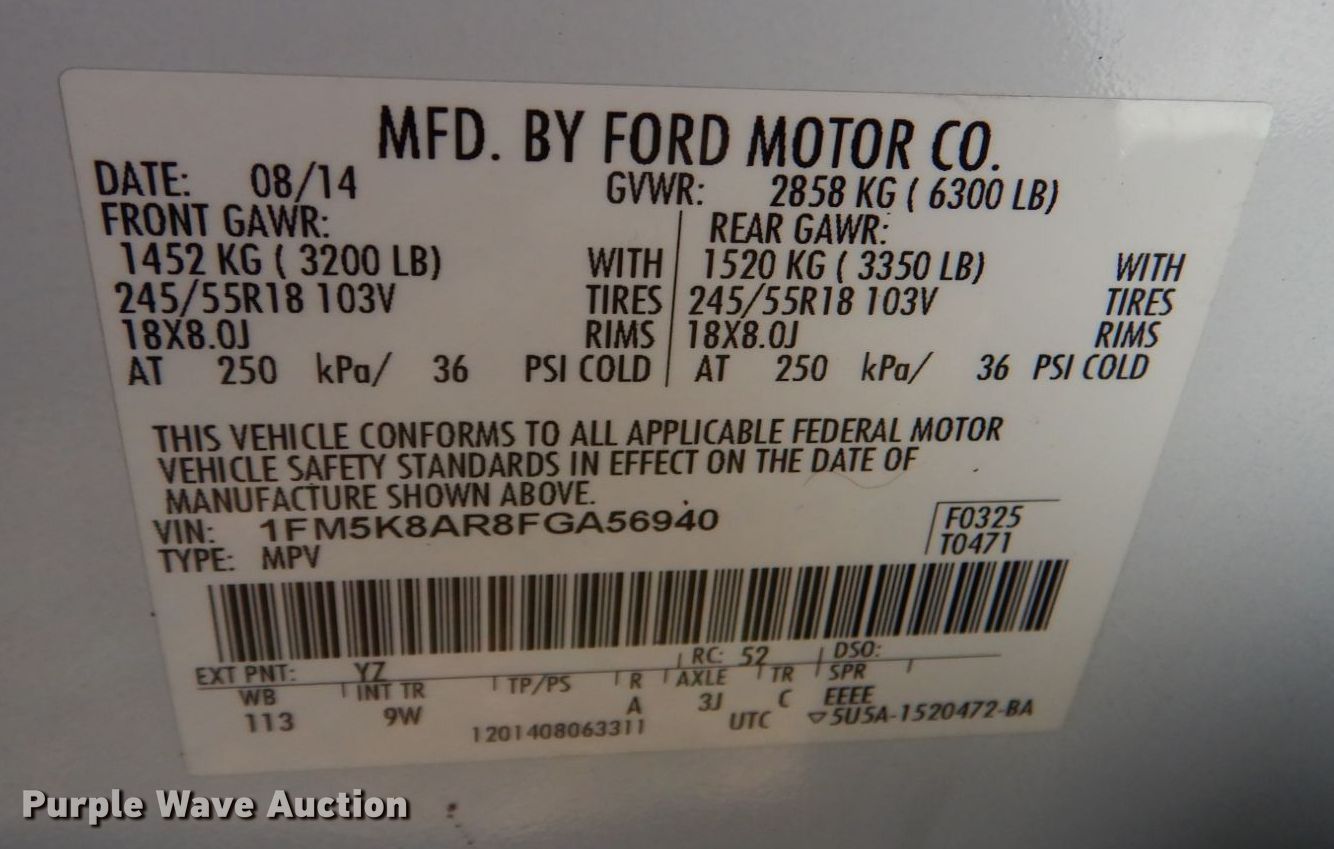 MFD. BY FORD MOTOR CO.
DATE: 08/14 GVWR: 2858 KG ( 6300 LB)
FRONT GAWR: REAR GAWR:
1452 KG ( 3200 LB) WITH 1520 KG ( 3350 LB) WITH
245/55R18 103V TIRES 245/55R18 103V TIRES
18X8.0J RIMS 18X8.0J RIMS
AT 250 kPa/ 36 PSI COLD AT 250 kPa/ 36 PSI COLD
THIS VEHICLE CONFORMS TO ALL APPLICABLE FEDERAL MOTOR
VEHICLE SAFETY STANDARDS IN EFFECT ON THE DATE OF
MANUFACTURE SHOWN ABOVE.
VIN: 1FM5K8AR8FGA56940 F0325
TYPE: MPV T0471
EXT PNT: YZ RC: 52 DSO:
WB INT TR TP/PS R AXLE TR SPR
113 9W A 3J C EEEE
1201408063311 UTC ▽5U5A-1520472-BA
Purple Wave Auction